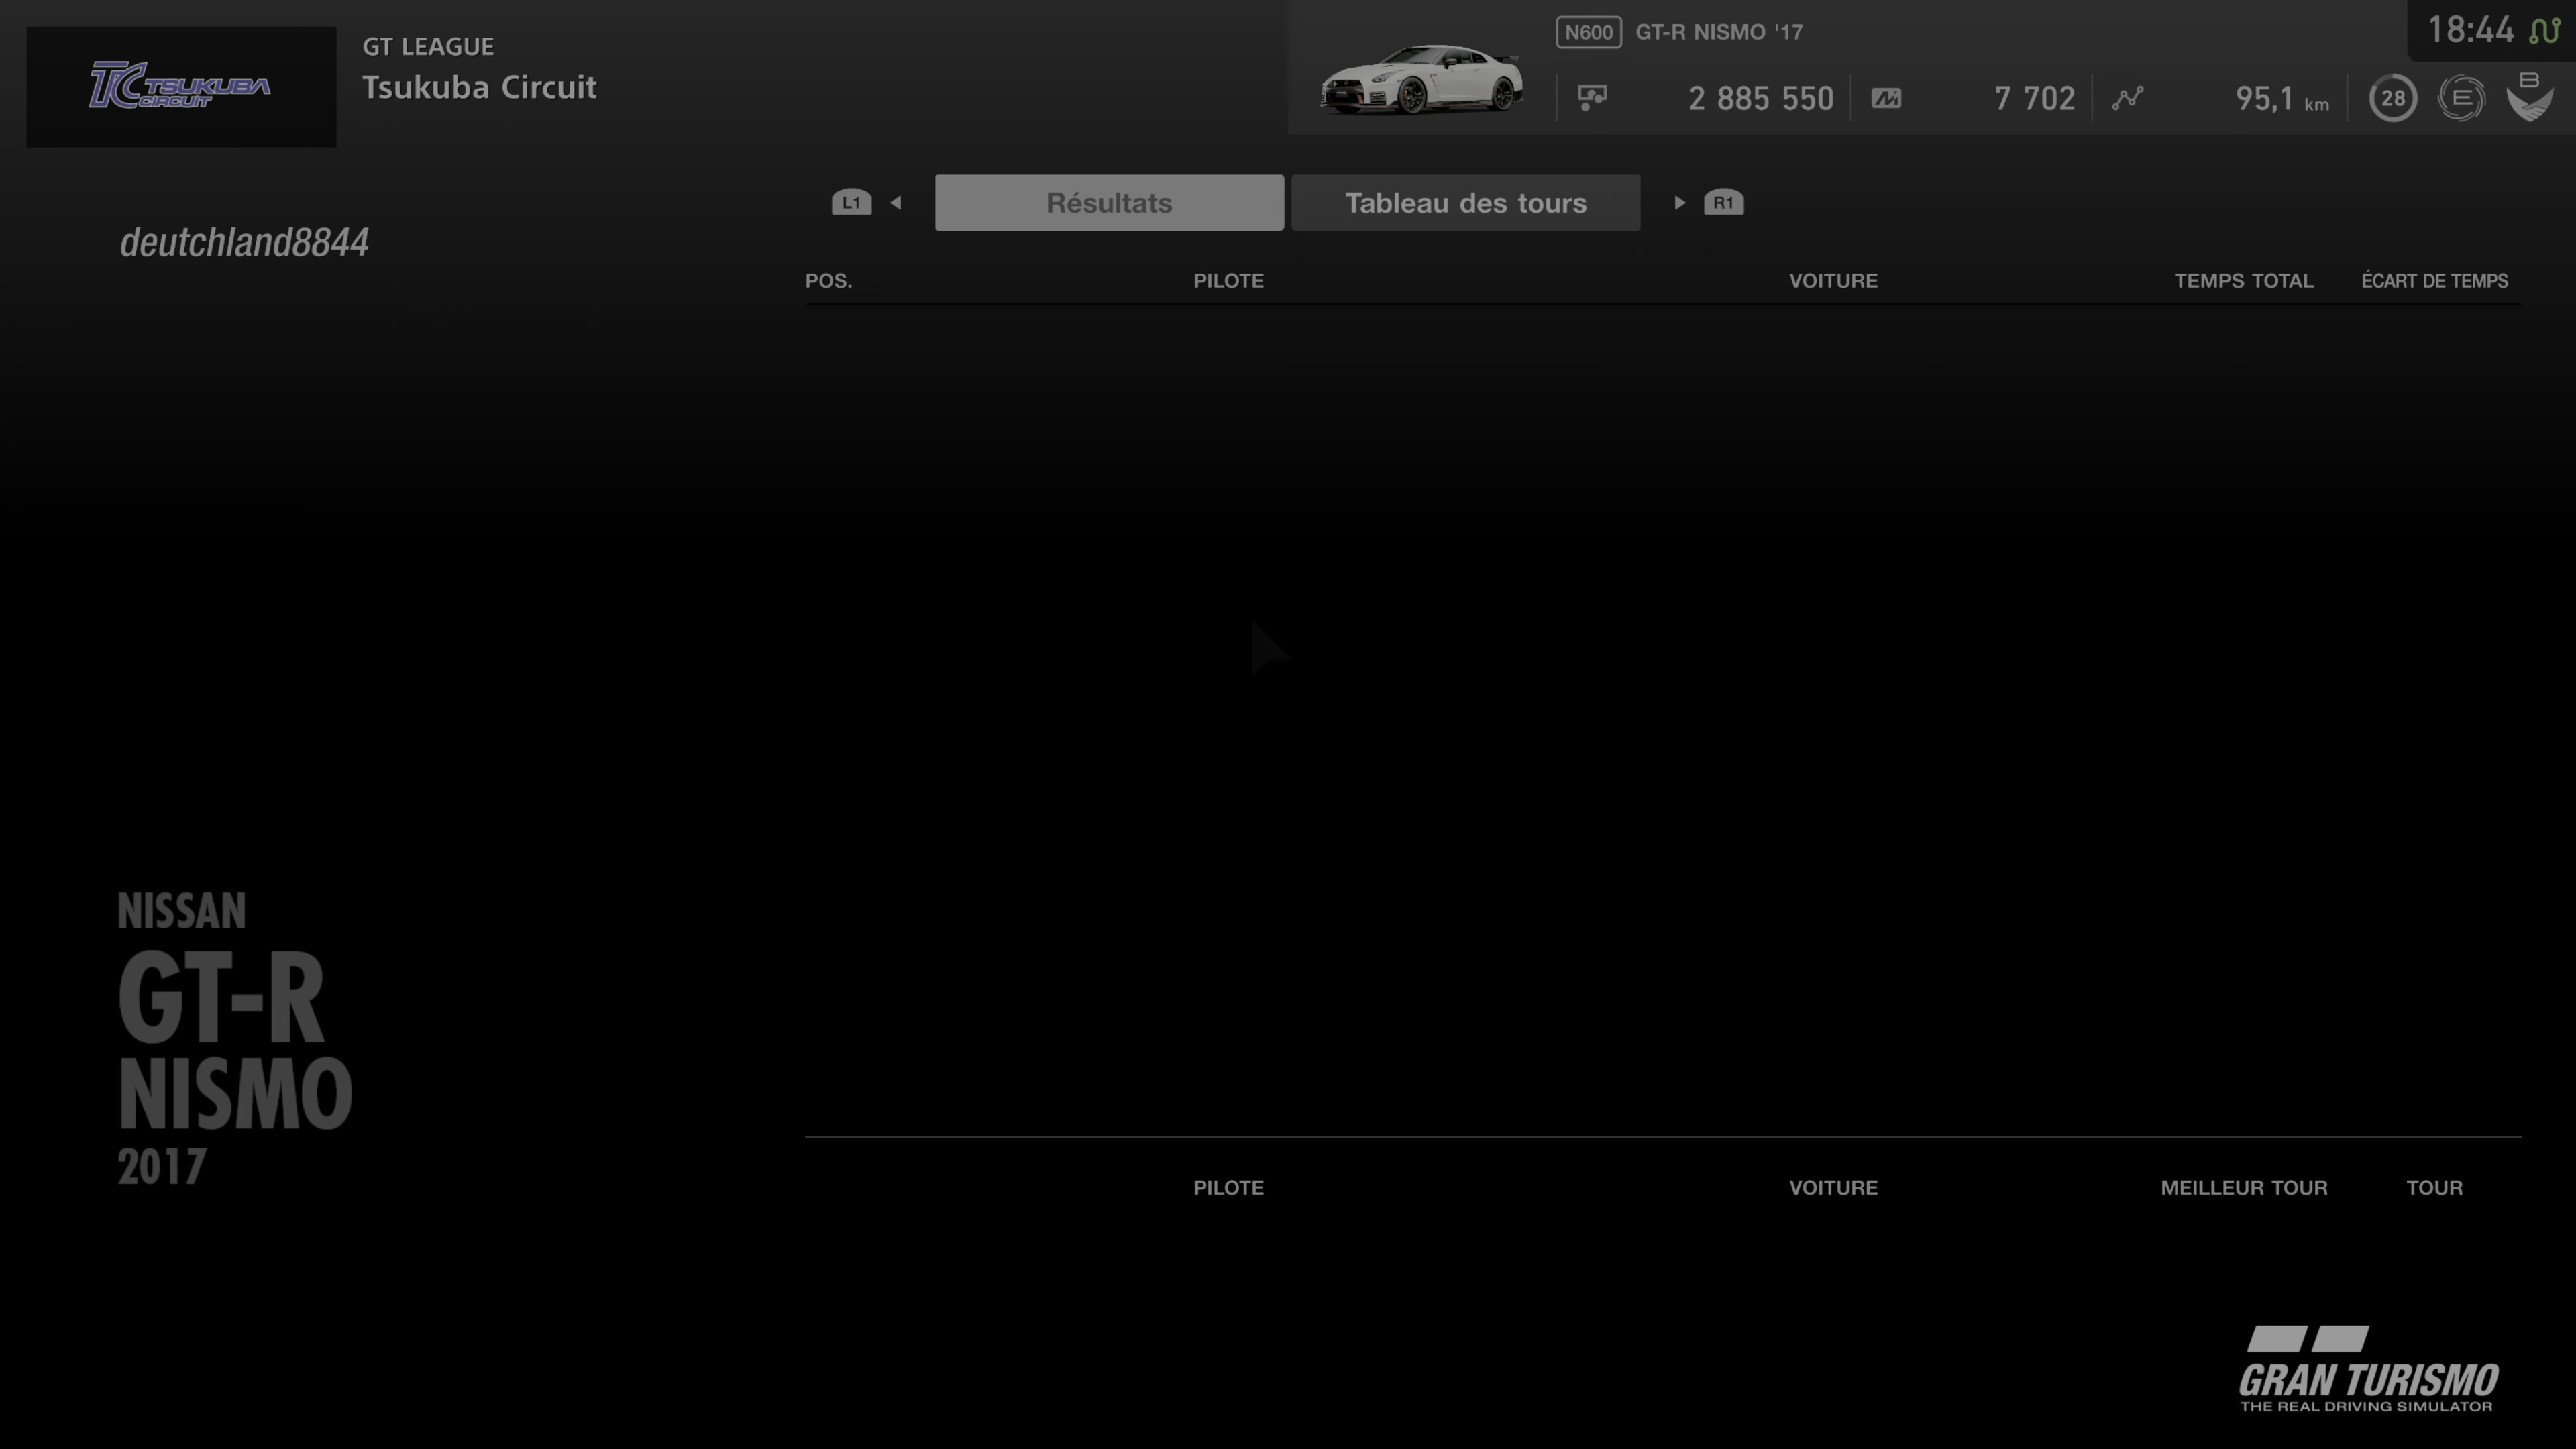 TC TSUKUBA
CIRCUIT
GT LEAGUE
Tsukuba Circuit
N600 GT-R NISMO '17
18:44
2 885 550
7 702
95,1 km
28
E
B
L1
Résultats
Tableau des tours
R1
deutchland8844
POS.
PILOTE
VOITURE
TEMPS TOTAL
ÉCART DE TEMPS
NISSAN
GT-R
NISMO
2017
PILOTE
VOITURE
MEILLEUR TOUR
TOUR
GRAN TURISMO
THE REAL DRIVING SIMULATOR